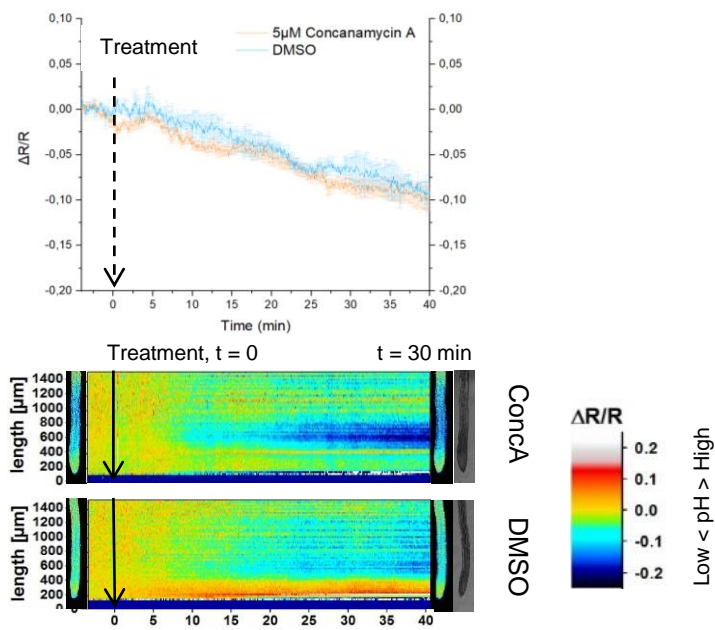 0,10
0,05
0,00
-0,05
-0,10
-0,15
-0,20
ΔR/R
Treatment
5µM Concanamycin A
DMSO
0,10
0,05
0,00
-0,05
-0,10
-0,15
-0,20
0 5 10 15 20 25 30 35 40
Time (min)
Treatment, t = 0 t = 30 min
length [µm]
1400
1200
1000
800
600
400
200
0
ConcA
length [µm]
1400
1200
1000
800
600
400
200
0
DMSO
0 5 10 15 20 25 30 35 40
ΔR/R
0.2
0.1
0.0
-0.1
-0.2
Low < pH > High